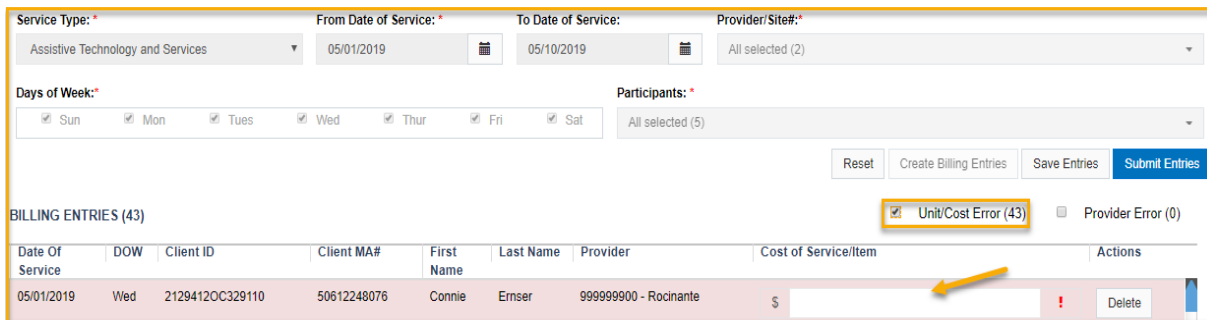 Service Type: * From Date of Service: * To Date of Service: Provider/Site#:*
Assistive Technology and Services 05/01/2019 05/10/2019 All selected (2)
Days of Week:* Participants: *
Sun Mon Tues Wed Thur Fri Sat All selected (5)
Reset Create Billing Entries Save Entries Submit Entries
BILLING ENTRIES (43) Unit/Cost Error (43) Provider Error (0)
Date Of Service DOW Client ID Client MA# First Name Last Name Provider Cost of Service/Item Actions
05/01/2019 Wed 2129412OC329110 50612248076 Connie Ernser 999999900 - Rocinante $ ! Delete